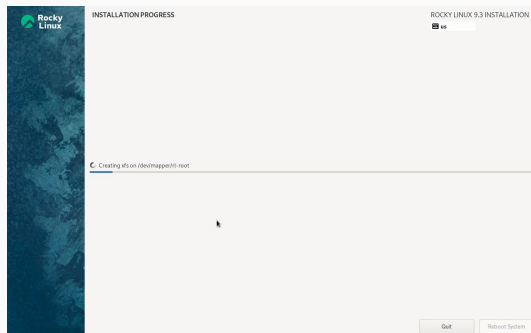 Rocky
Linux
INSTALLATION PROGRESS
ROCKY LINUX 9.3 INSTALLATION
us
Creating xfs on /dev/mapper/rl-root
Quit
Reboot System